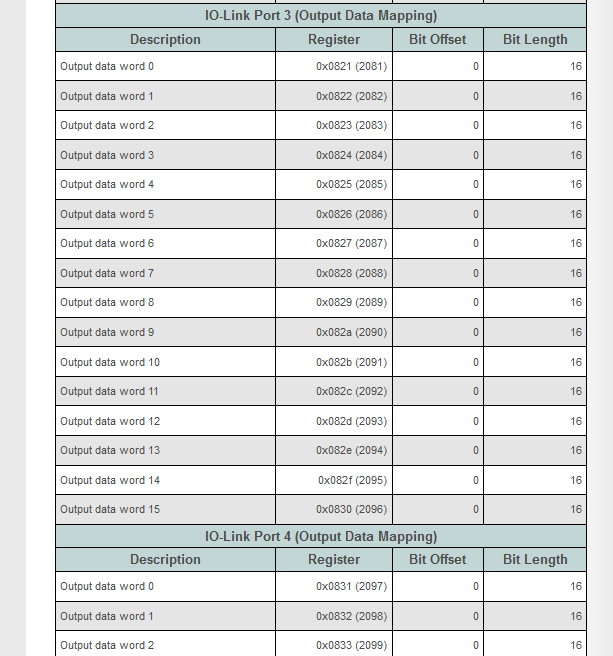 IO-Link Port 3 (Output Data Mapping)
Description Register Bit Offset Bit Length
Output data word 0 0x0821 (2081) 0 16
Output data word 1 0x0822 (2082) 0 16
Output data word 2 0x0823 (2083) 0 16
Output data word 3 0x0824 (2084) 0 16
Output data word 4 0x0825 (2085) 0 16
Output data word 5 0x0826 (2086) 0 16
Output data word 6 0x0827 (2087) 0 16
Output data word 7 0x0828 (2088) 0 16
Output data word 8 0x0829 (2089) 0 16
Output data word 9 0x082a (2090) 0 16
Output data word 10 0x082b (2091) 0 16
Output data word 11 0x082c (2092) 0 16
Output data word 12 0x082d (2093) 0 16
Output data word 13 0x082e (2094) 0 16
Output data word 14 0x082f (2095) 0 16
Output data word 15 0x0830 (2096) 0 16
IO-Link Port 4 (Output Data Mapping)
Description Register Bit Offset Bit Length
Output data word 0 0x0831 (2097) 0 16
Output data word 1 0x0832 (2098) 0 16
Output data word 2 0x0833 (2099) 0 16